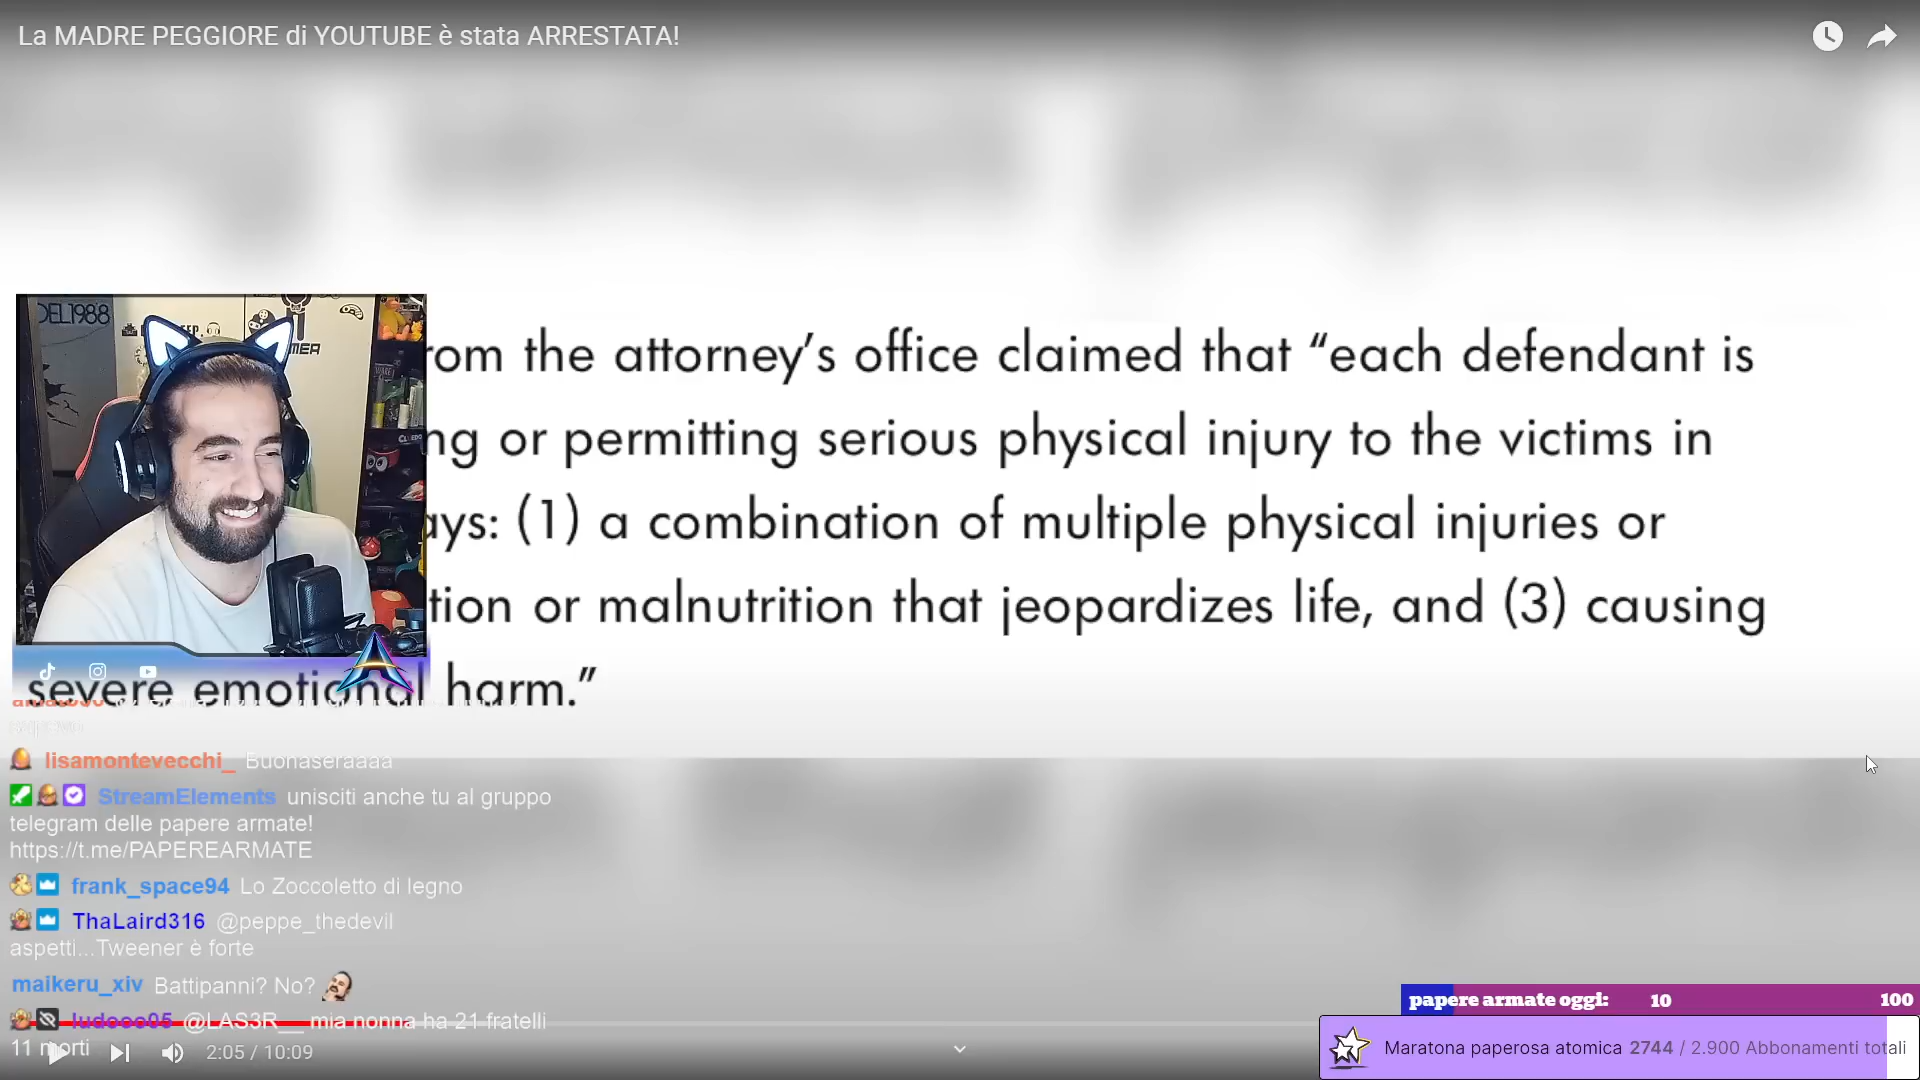 La MADRE PEGGIORE di YOUTUBE è stata ARRESTATA!
DEL1988
rom the attorney’s office claimed that “each defendant is
ng or permitting serious physical injury to the victims in
ays: (1) a combination of multiple physical injuries or
tion or malnutrition that jeopardizes life, and (3) causing
severe emotional harm.”
lisamontevecchi_ Buonaseraaaa
StreamElements unisciti anche tu al gruppo
telegram delle papere armate!
https://t.me/PAPEREARMATE
frank_space94 Lo Zoccoletto di legno
ThaLaird316 @peppe_thedevil
aspetti...Tweener è forte
maikeru_xiv Battipanni? No?
ludooo05 @LAS3R__ mia nonna ha 21 fratelli
11 morti
2:05 / 10:09
papere armate oggi: 10 100
Maratona paperosa atomica 2744 / 2.900 Abbonamenti totali